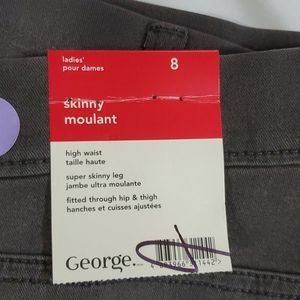 ladies'
pour dames
8
skinny
moulant
high waist
taille haute
super skinny leg
jambe ultra moulante
fitted through hip & thigh
hanches et cuisses ajustées
George